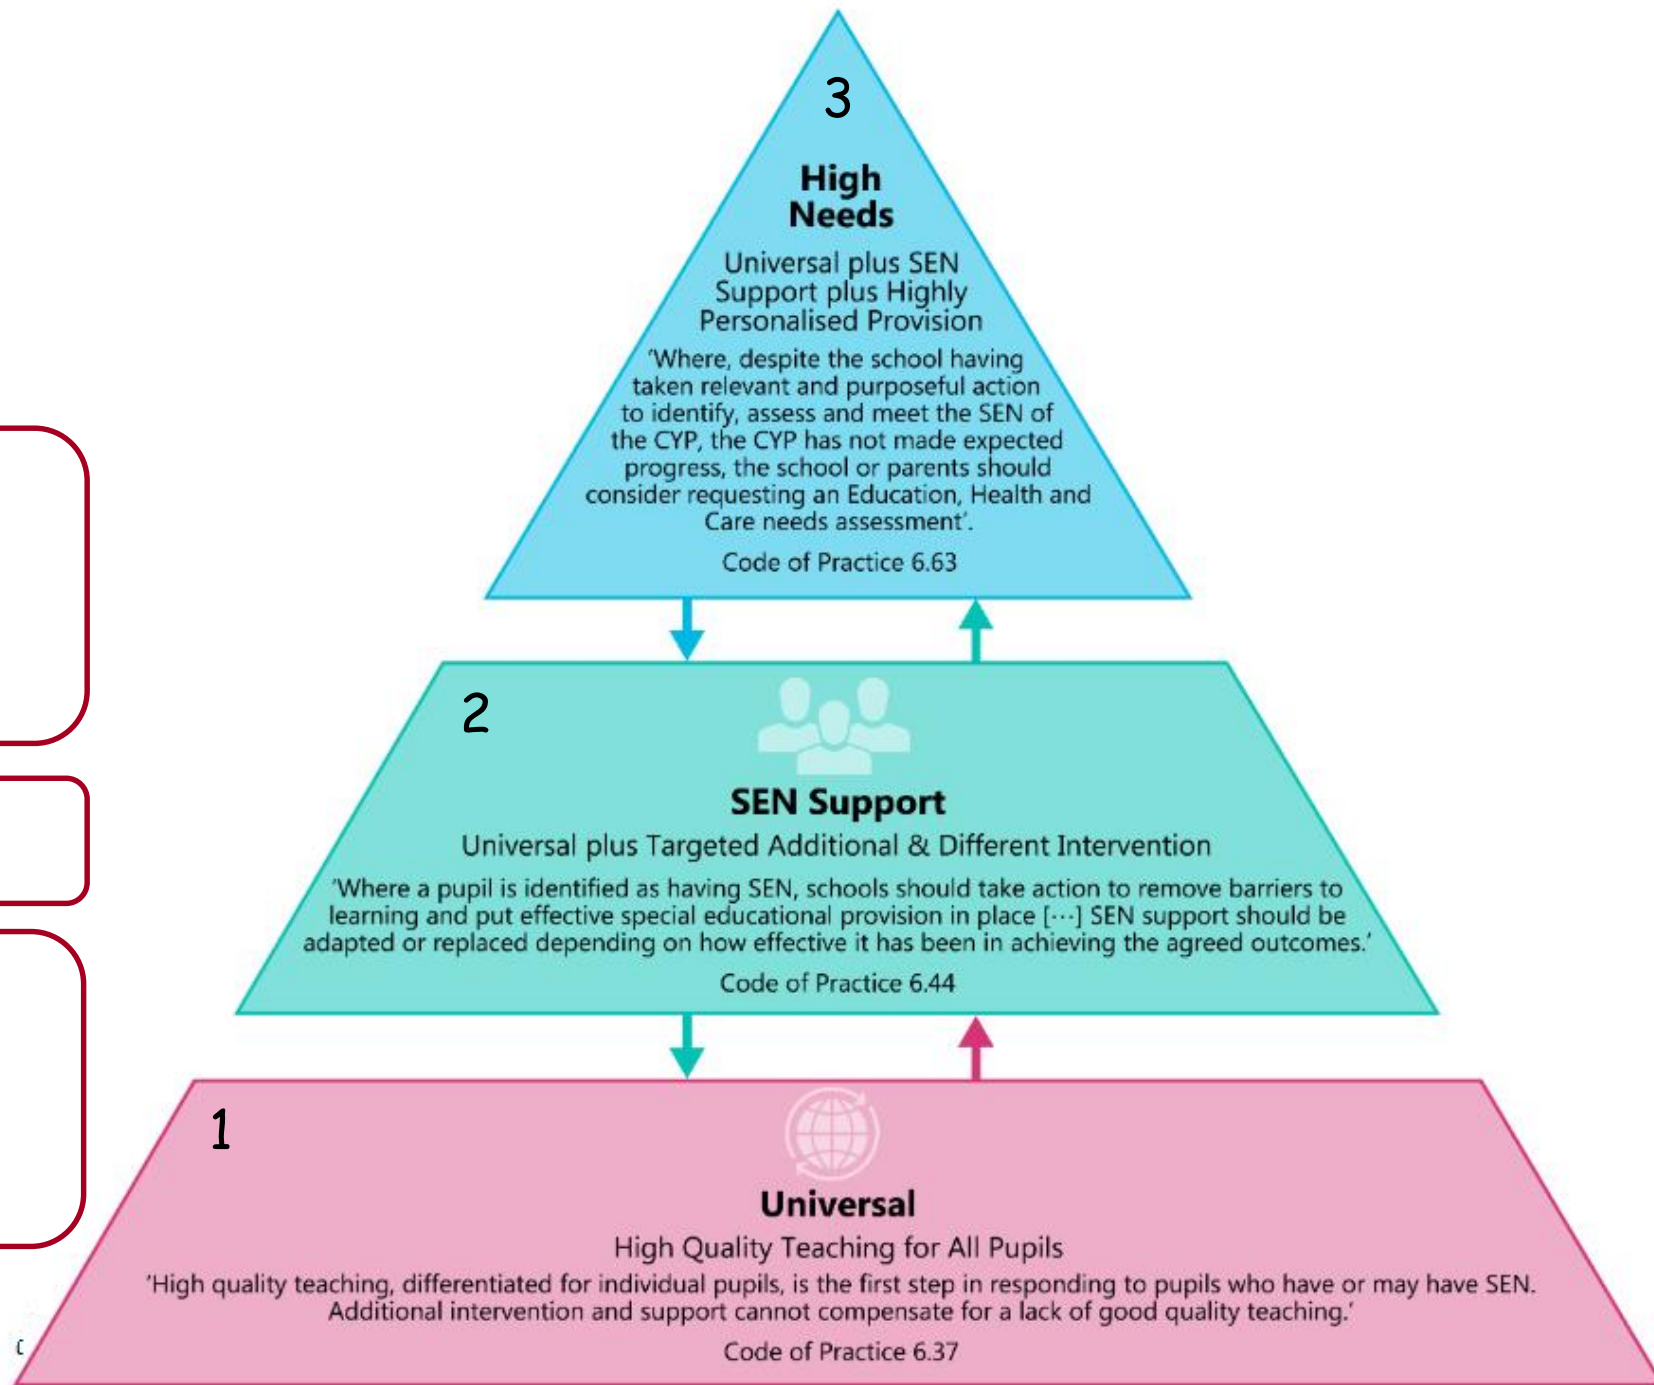 3
High
Needs
Universal plus SEN
Support plus Highly
Personalised Provision
'Where, despite the school having
taken relevant and purposeful action
to identify, assess and meet the SEN of
the CYP, the CYP has not made expected
progress, the school or parents should
consider requesting an Education, Health and
Care needs assessment'.
Code of Practice 6.63
2
SEN Support
Universal plus Targeted Additional & Different Intervention
'Where a pupil is identified as having SEN, schools should take action to remove barriers to
learning and put effective special educational provision in place [⋯] SEN support should be
adapted or replaced depending on how effective it has been in achieving the agreed outcomes.'
Code of Practice 6.44
1
Universal
High Quality Teaching for All Pupils
'High quality teaching, differentiated for individual pupils, is the first step in responding to pupils who have or may have SEN.
Additional intervention and support cannot compensate for a lack of good quality teaching.'
Code of Practice 6.37